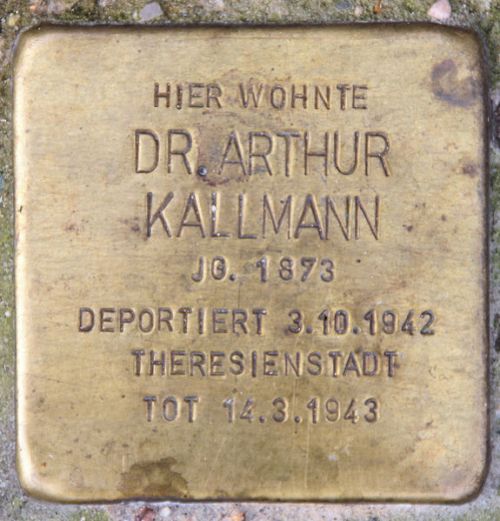 HIER WOHNTE
DR. ARTHUR
KALLMANN
JG. 1873
DEPORTIERT 3.10.1942
THERESIENSTADT
TOT 14.3.1943